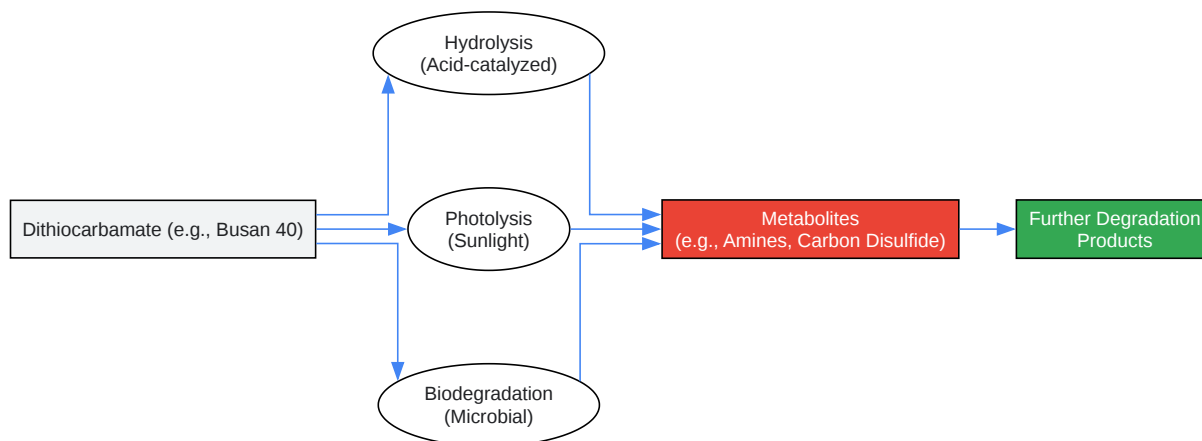 Hydrolysis
(Acid-catalyzed)
Dithiocarbamate (e.g., Busan 40)
Photolysis
(Sunlight)
Metabolites
(e.g., Amines, Carbon Disulfide)
Further Degradation
Products
Biodegradation
(Microbial)